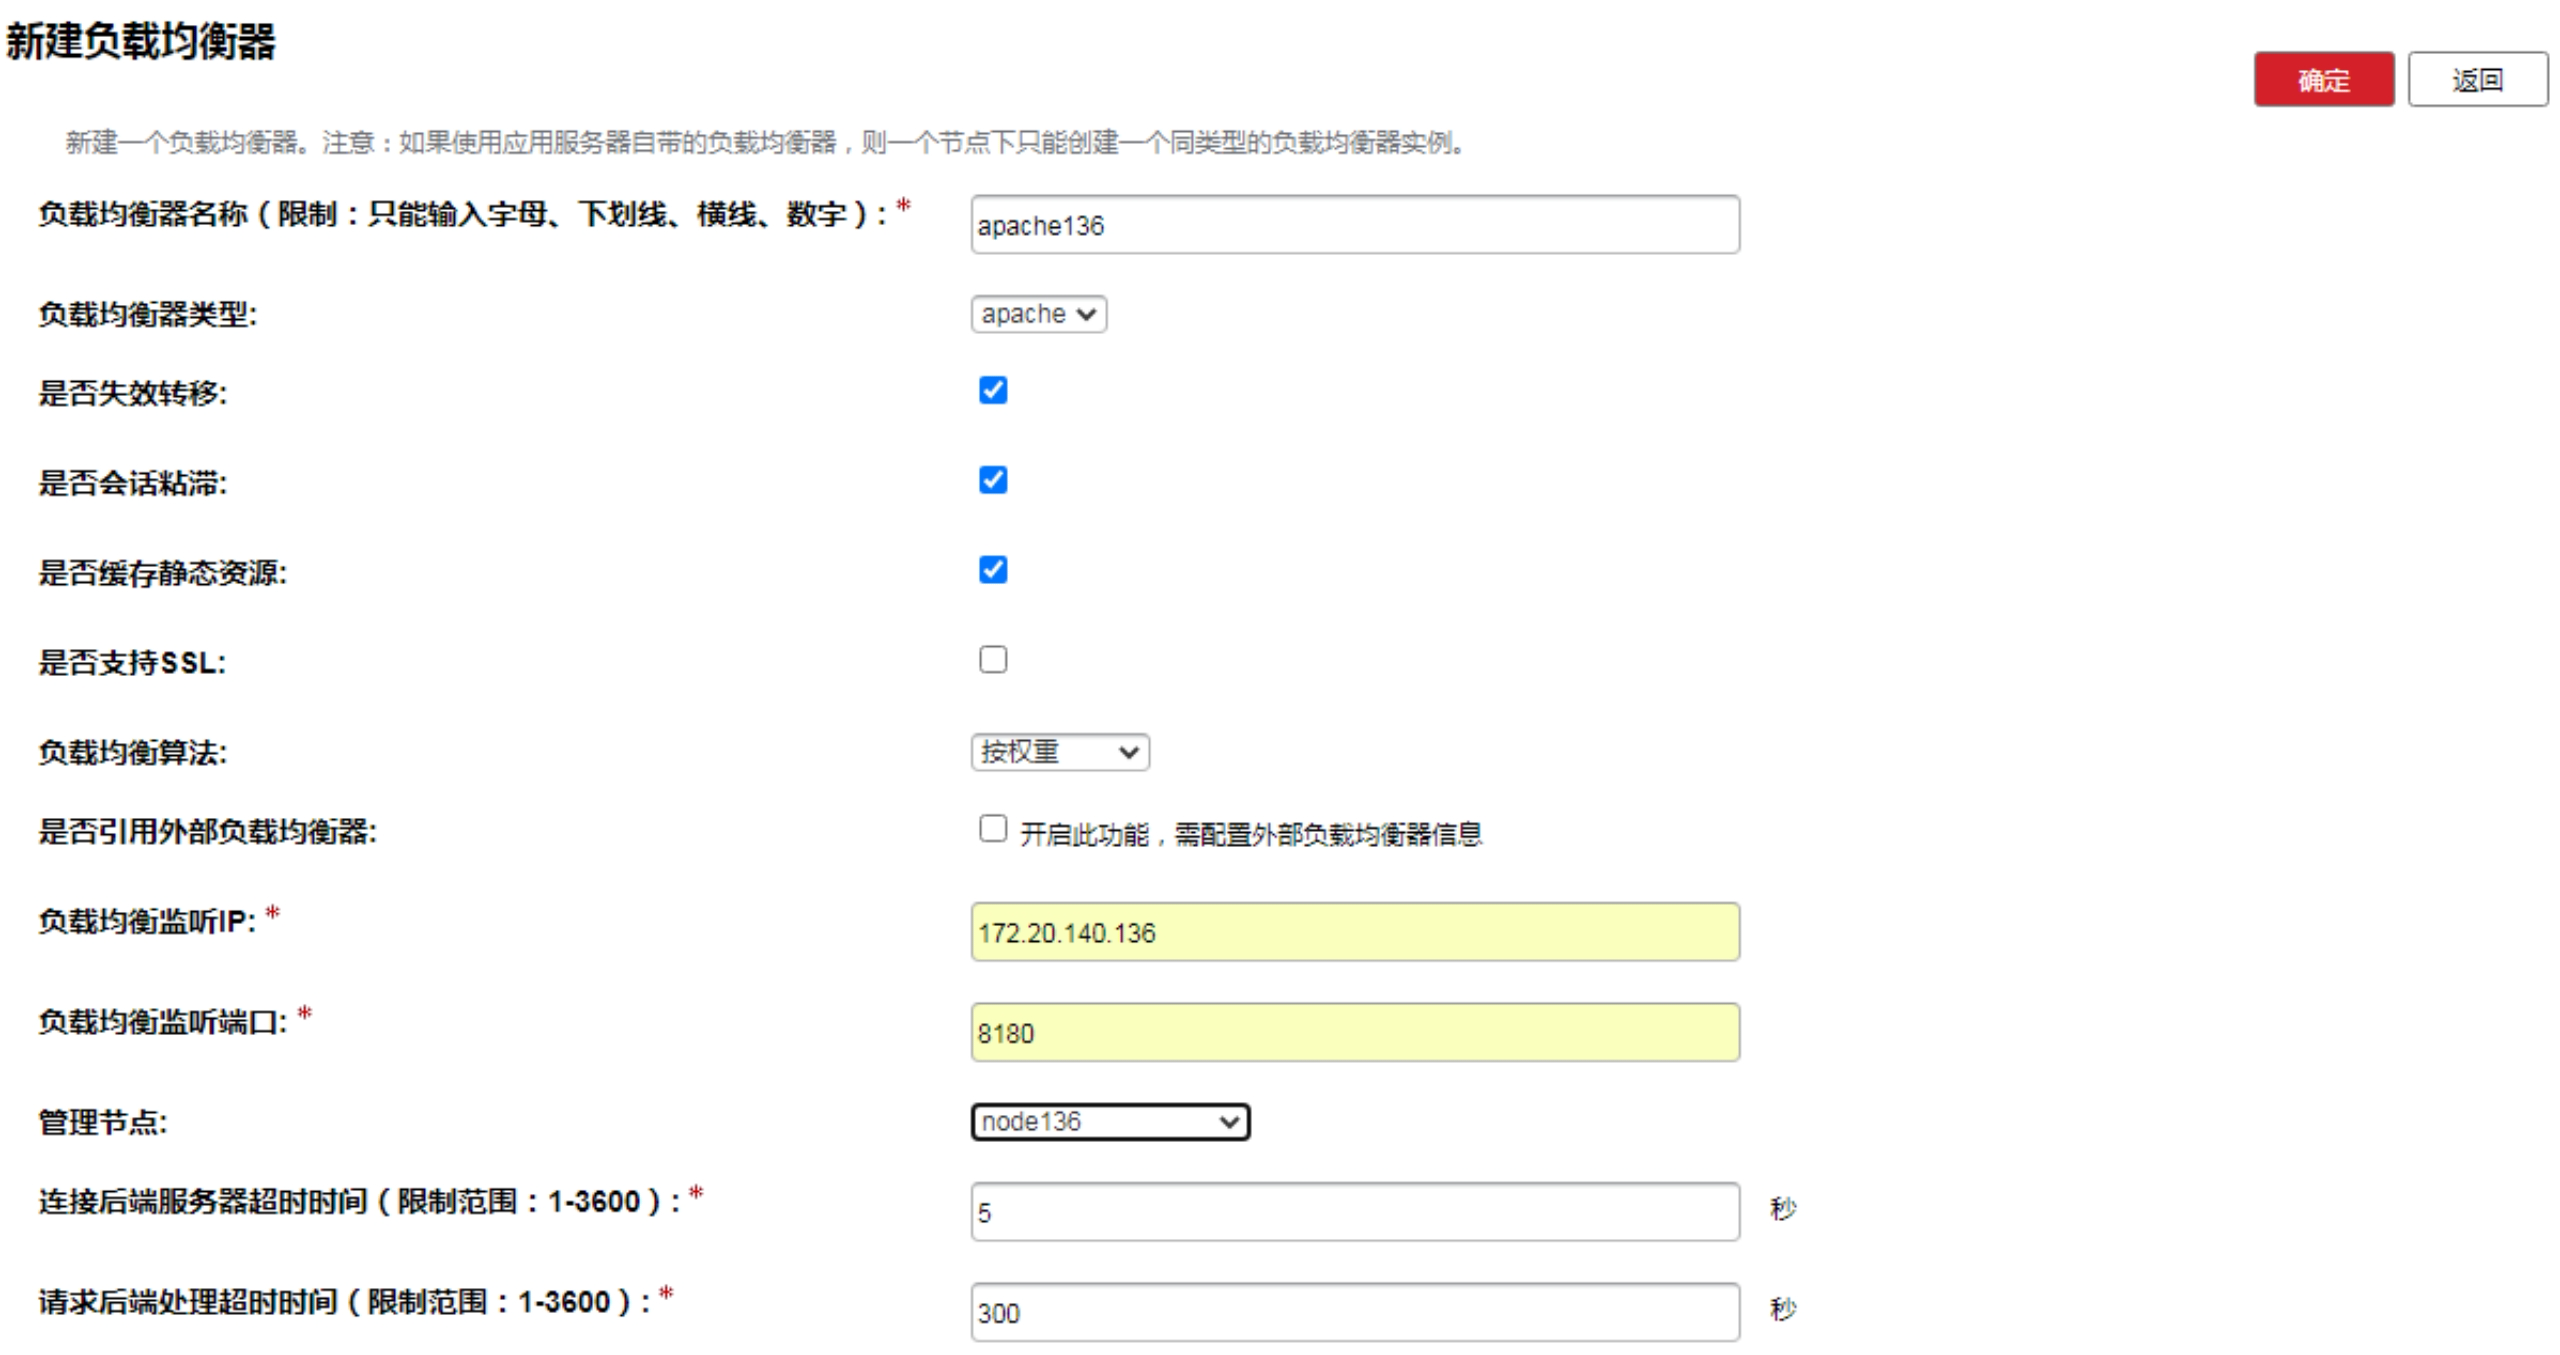 新建负载均衡器
确定 返回
新建一个负载均衡器。注意：如果使用应用服务器自带的负载均衡器，则一个节点下只能创建一个同类型的负载均衡器实例。
负载均衡器名称（限制：只能输入字母、下划线、横线、数字）: * apache136
负载均衡器类型: apache
是否失效转移:
是否会话粘滞:
是否缓存静态资源:
是否支持SSL:
负载均衡算法: 按权重
是否引用外部负载均衡器: 开启此功能，需配置外部负载均衡器信息
负载均衡监听IP: * 172.20.140.136
负载均衡监听端口: * 8180
管理节点: node136
连接后端服务器超时时间（限制范围：1-3600）: * 5 秒
请求后端处理超时时间（限制范围：1-3600）: * 300 秒